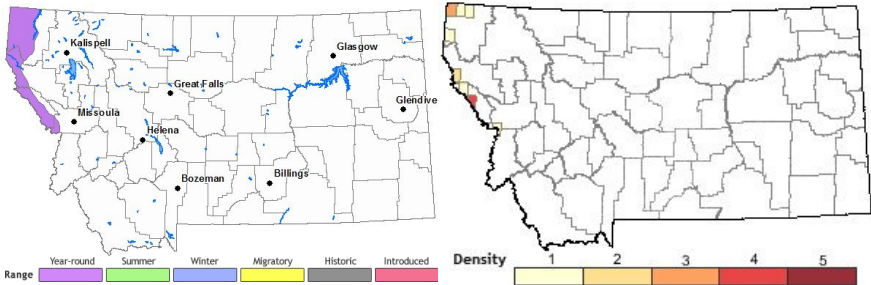 Kalispell
Glasgow
Great Falls
Glendive
Missoula
Helena
Bozeman
Billings
Range Year-round Summer Winter Migratory Historic Introduced
Density 1 2 3 4 5